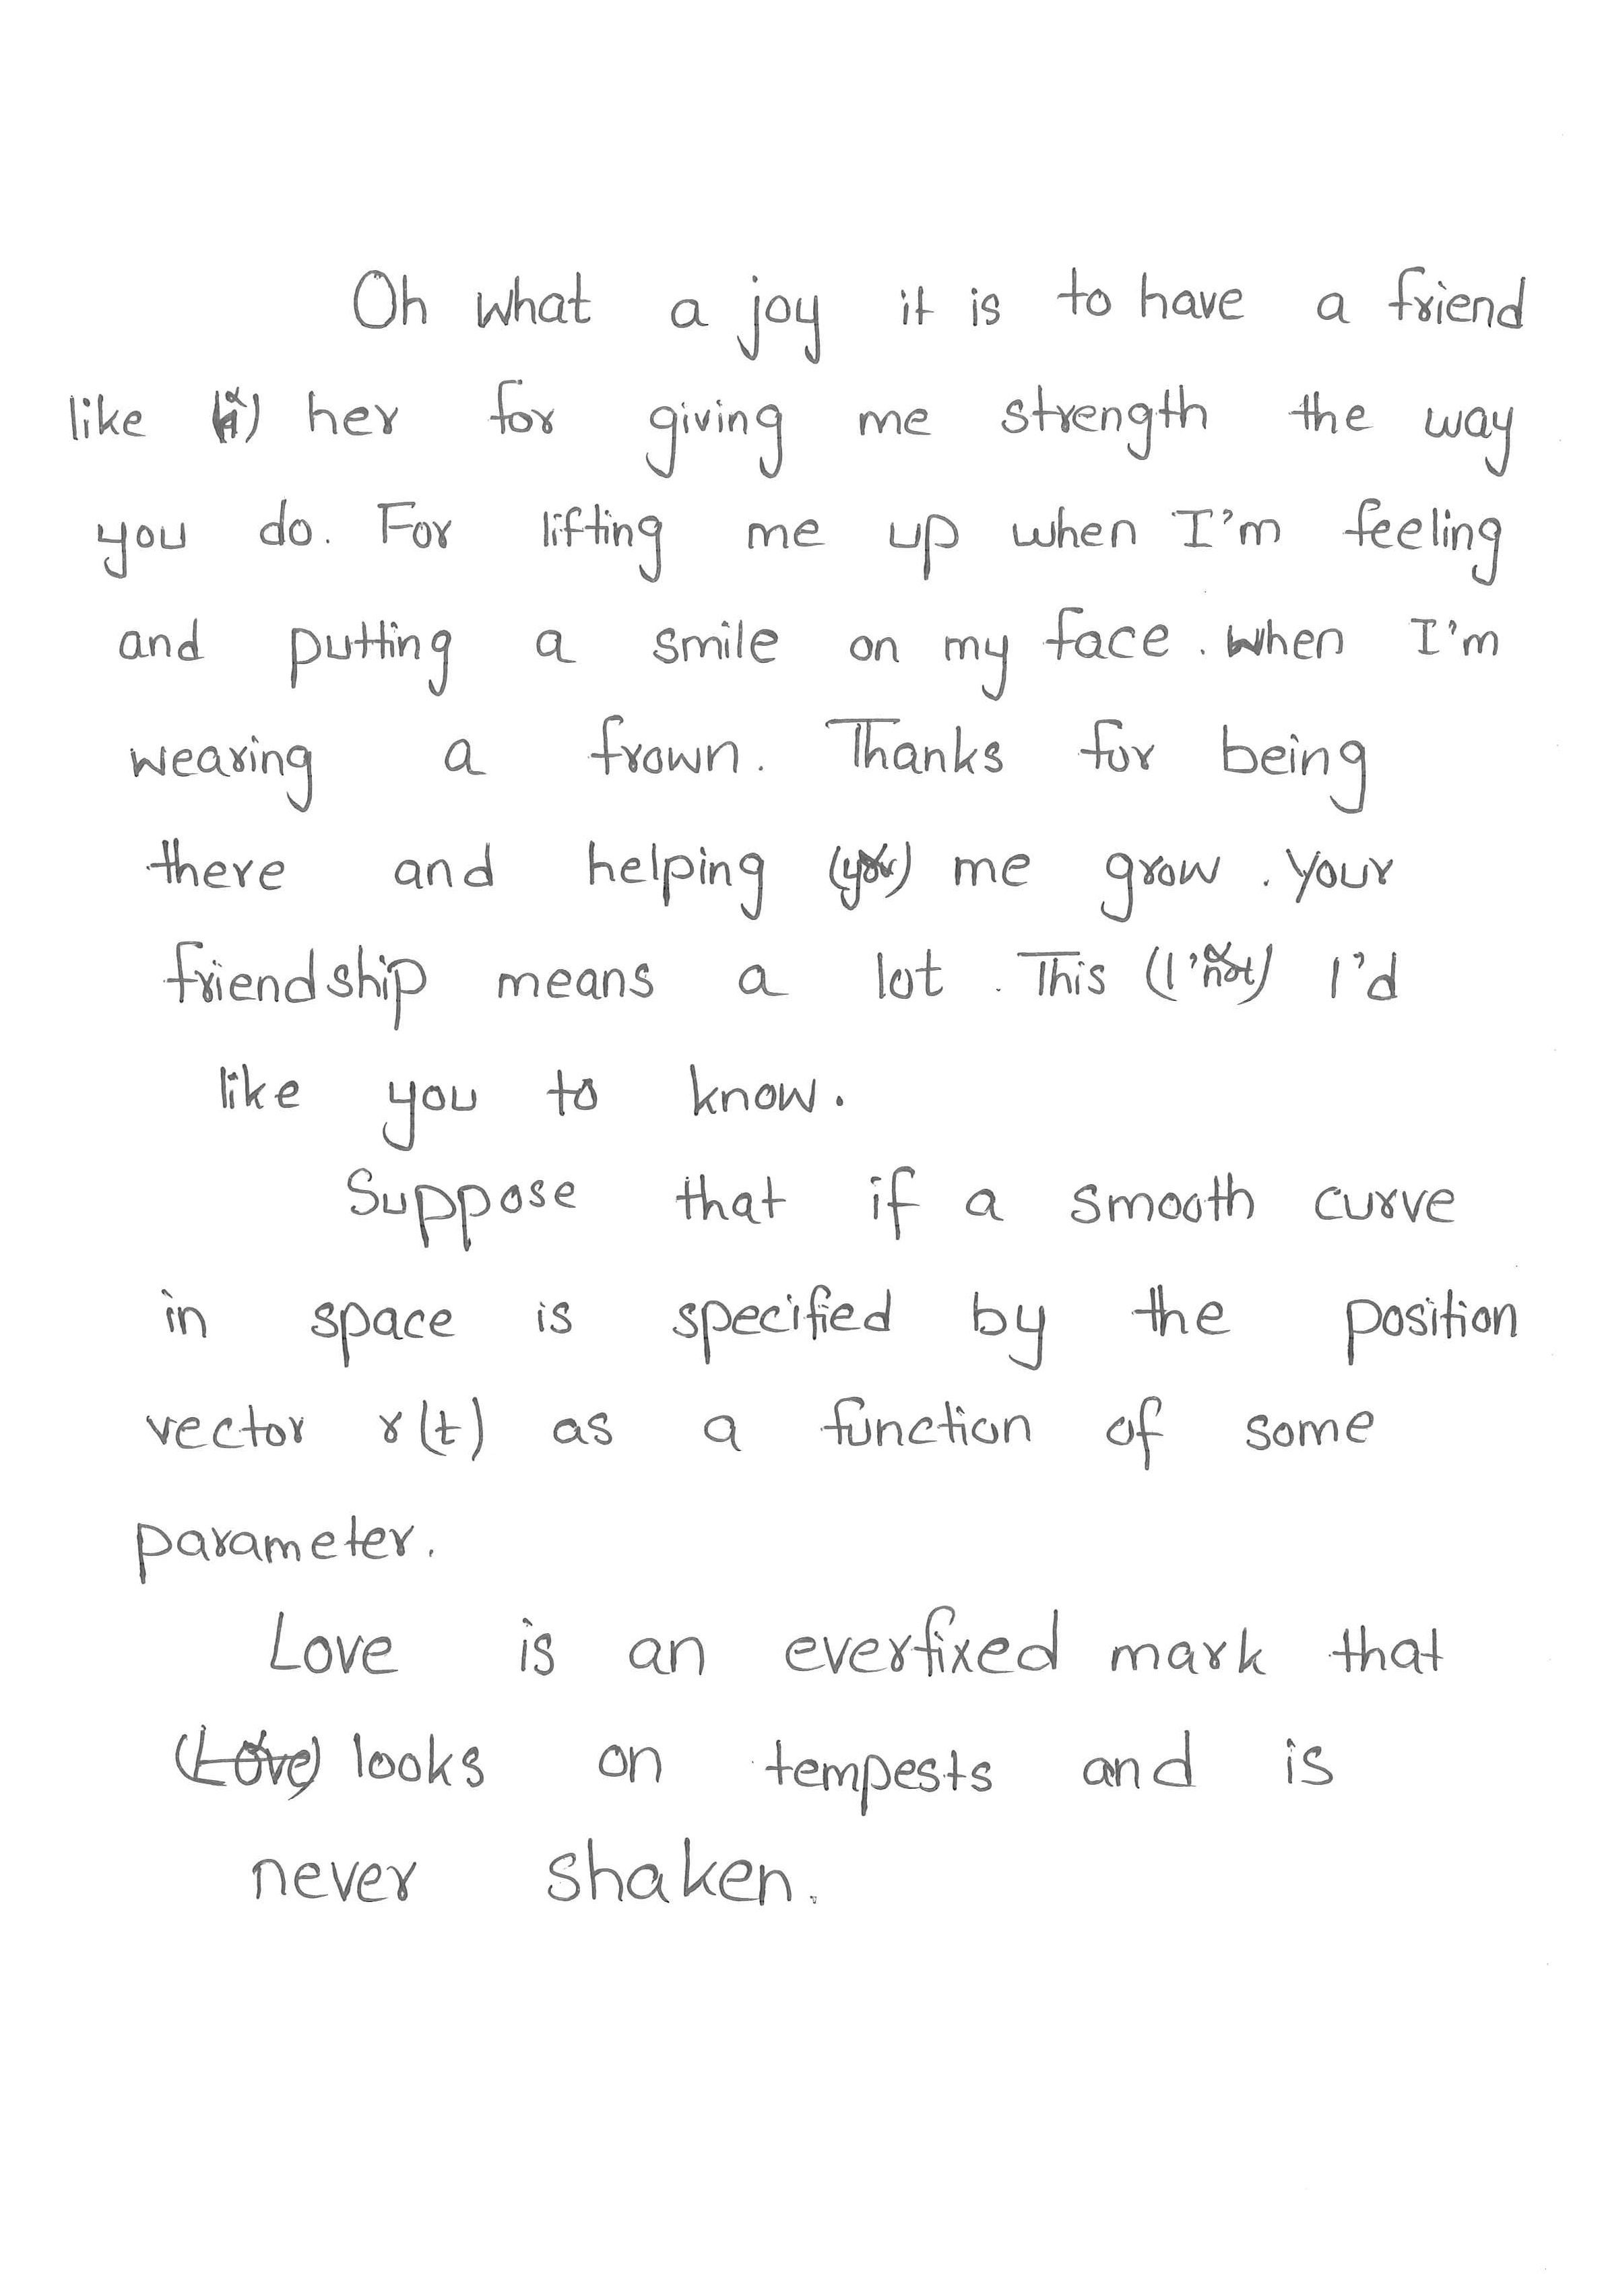 Oh what a joy it is to have a friend
like her for giving me strength the way
you do. For lifting me up when I'm feeling
and putting a smile on my face. when I'm
wearing a frown. Thanks for being
there and helping me grow. your
friendship means a lot. This I'd
like you to know.
Suppose that if a smooth curve
in space is specified by the position
vector r(t) as a function of some
parameter.
Love is an everfixed mark that
(Love) looks on tempests and is
never shaken.